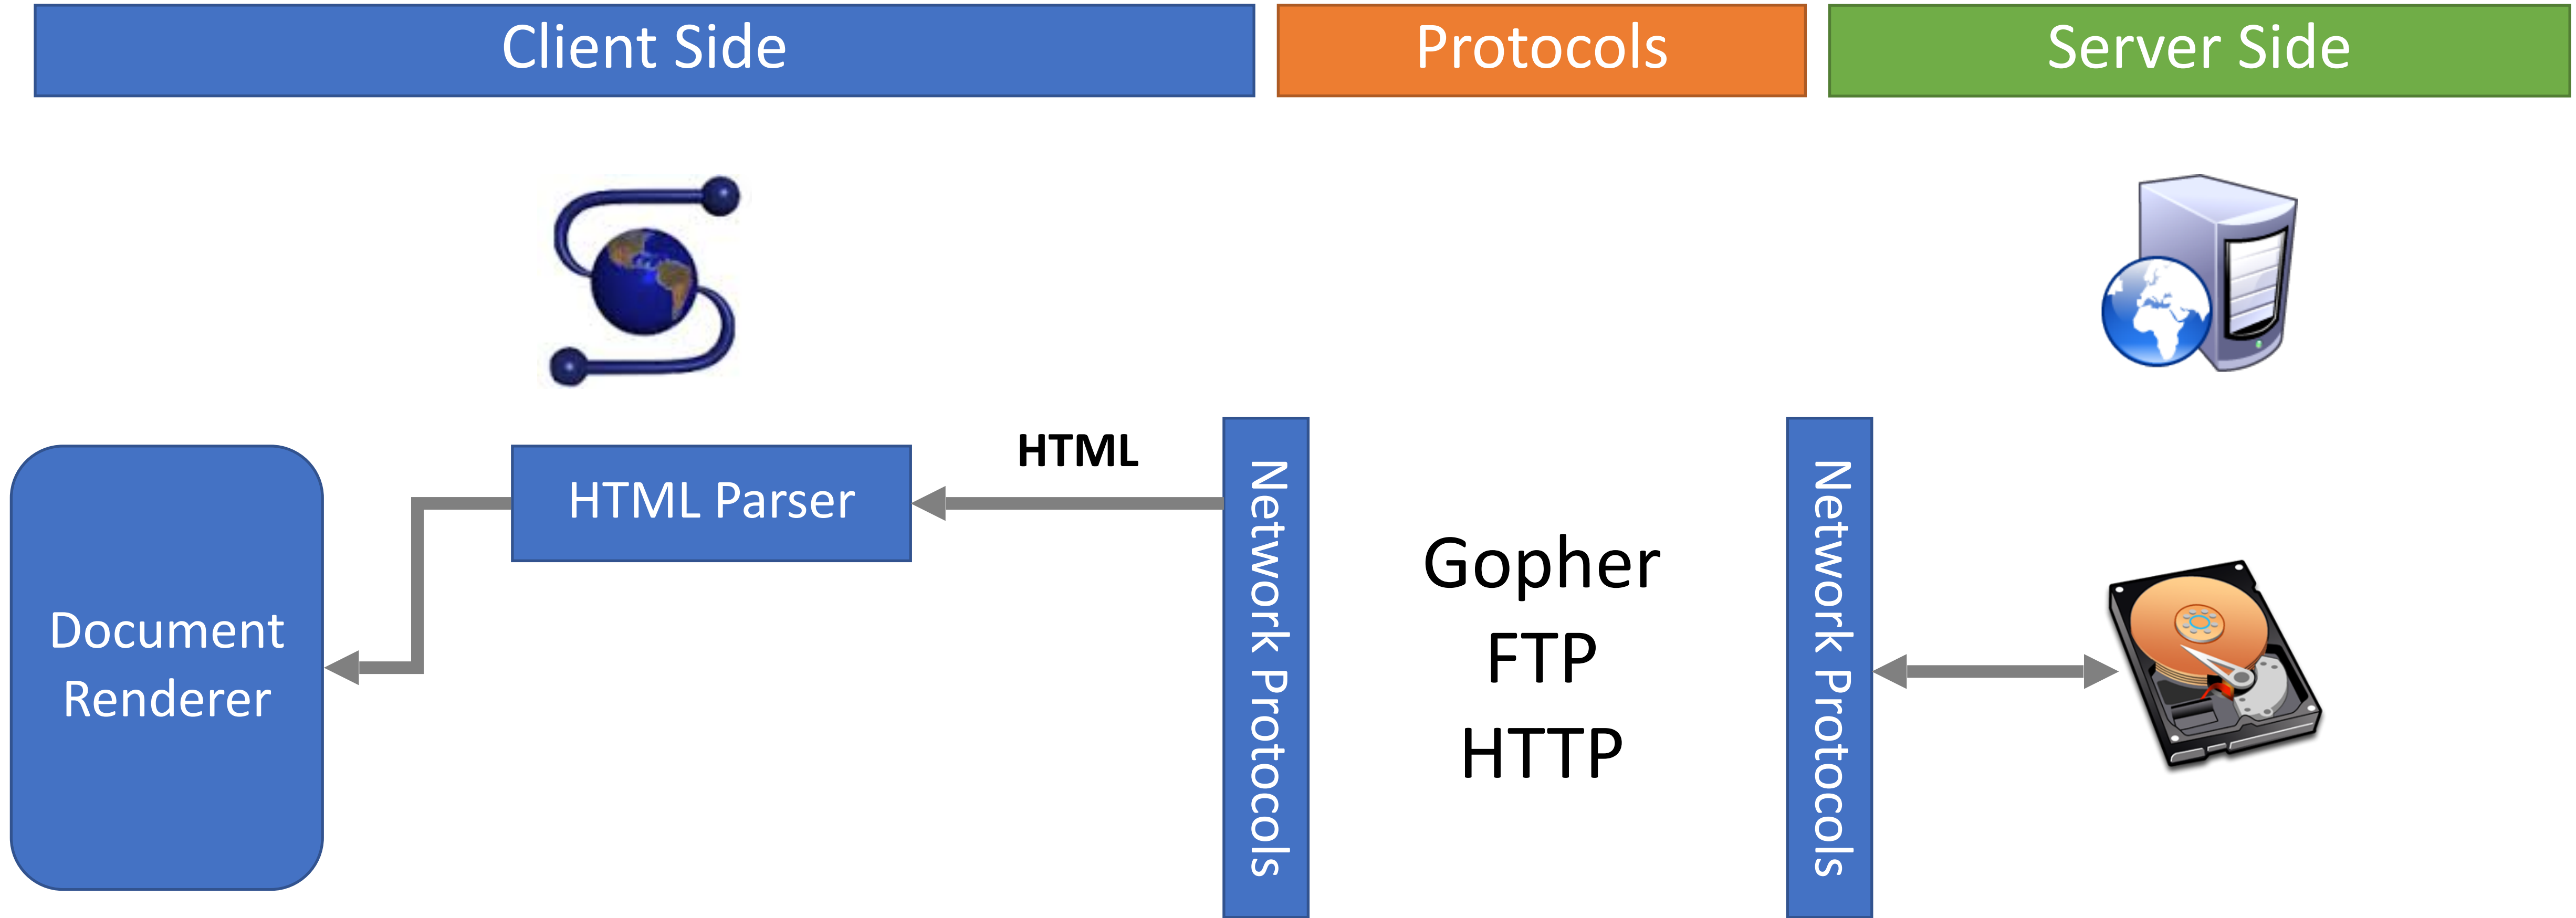 Client Side
Protocols
Server Side
HTML
HTML Parser
Document
Renderer
Network Protocols
Gopher
FTP
HTTP
Network Protocols